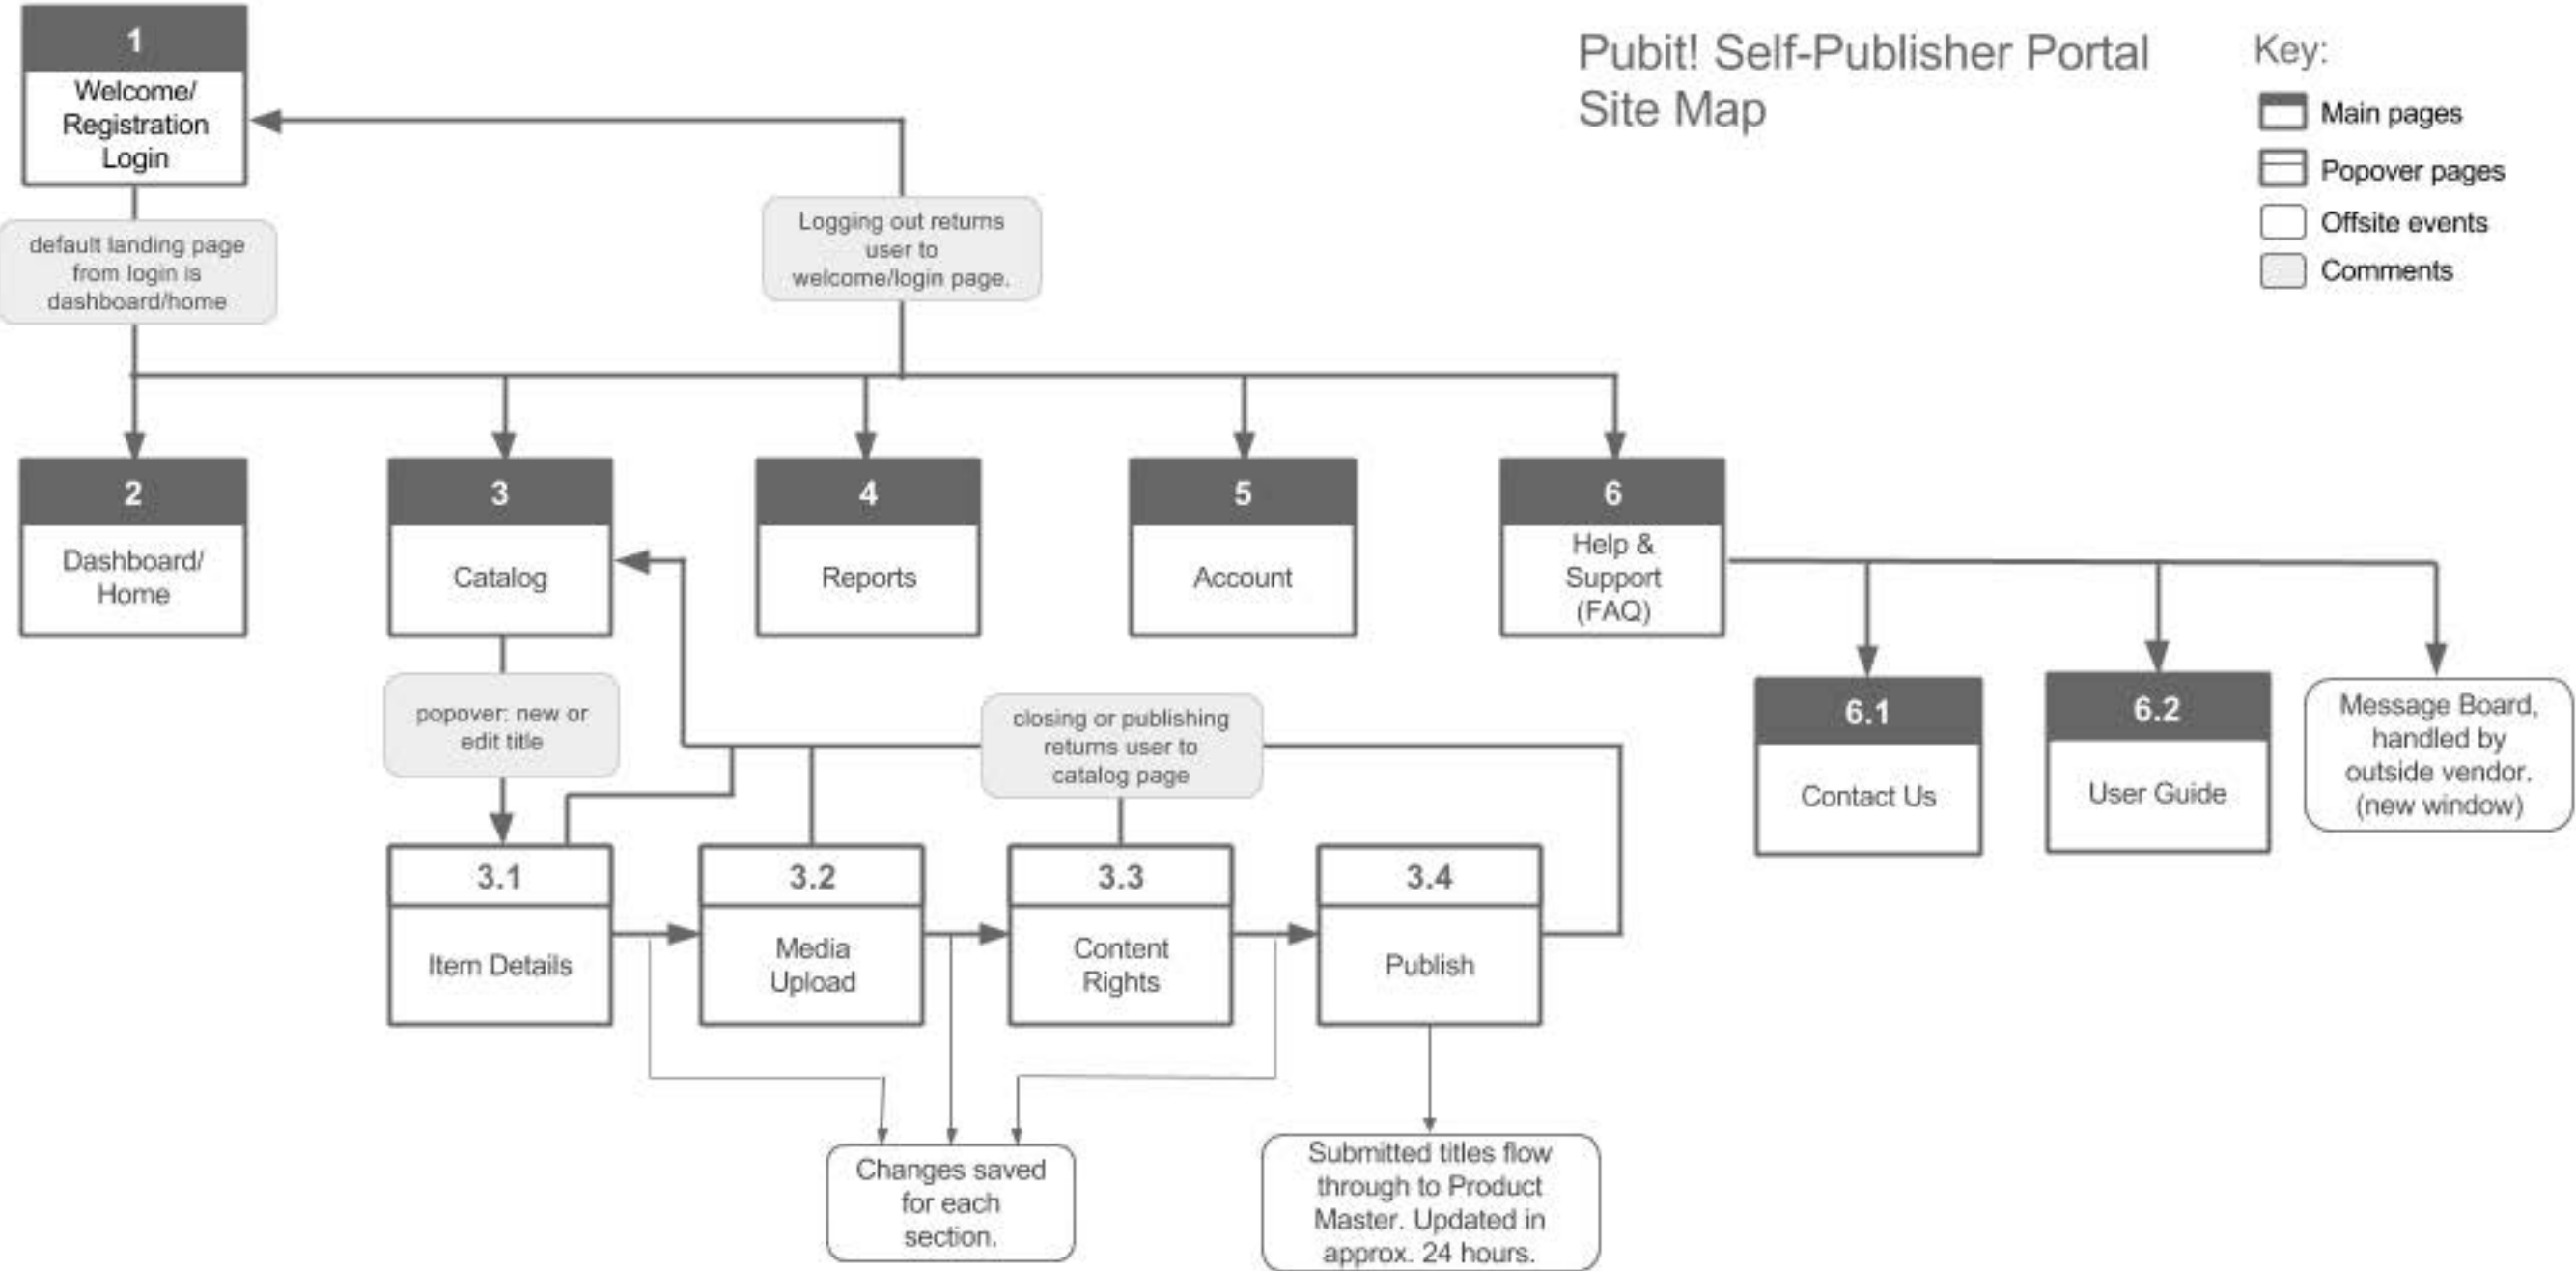 1
Welcome/
Registration
Login
Pubit! Self-Publisher Portal
Site Map
Key:
Main pages
Popover pages
Offsite events
Comments
default landing page
from login is
dashboard/home
Logging out returns
user to
welcome/login page.
2
Dashboard/
Home
3
Catalog
4
Reports
5
Account
6
Help &
Support
(FAQ)
popover: new or
edit title
closing or publishing
returns user to
catalog page
6.1
Contact Us
6.2
User Guide
Message Board,
handled by
outside vendor.
(new window)
3.1
Item Details
3.2
Media
Upload
3.3
Content
Rights
3.4
Publish
Changes saved
for each
section.
Submitted titles flow
through to Product
Master. Updated in
approx. 24 hours.